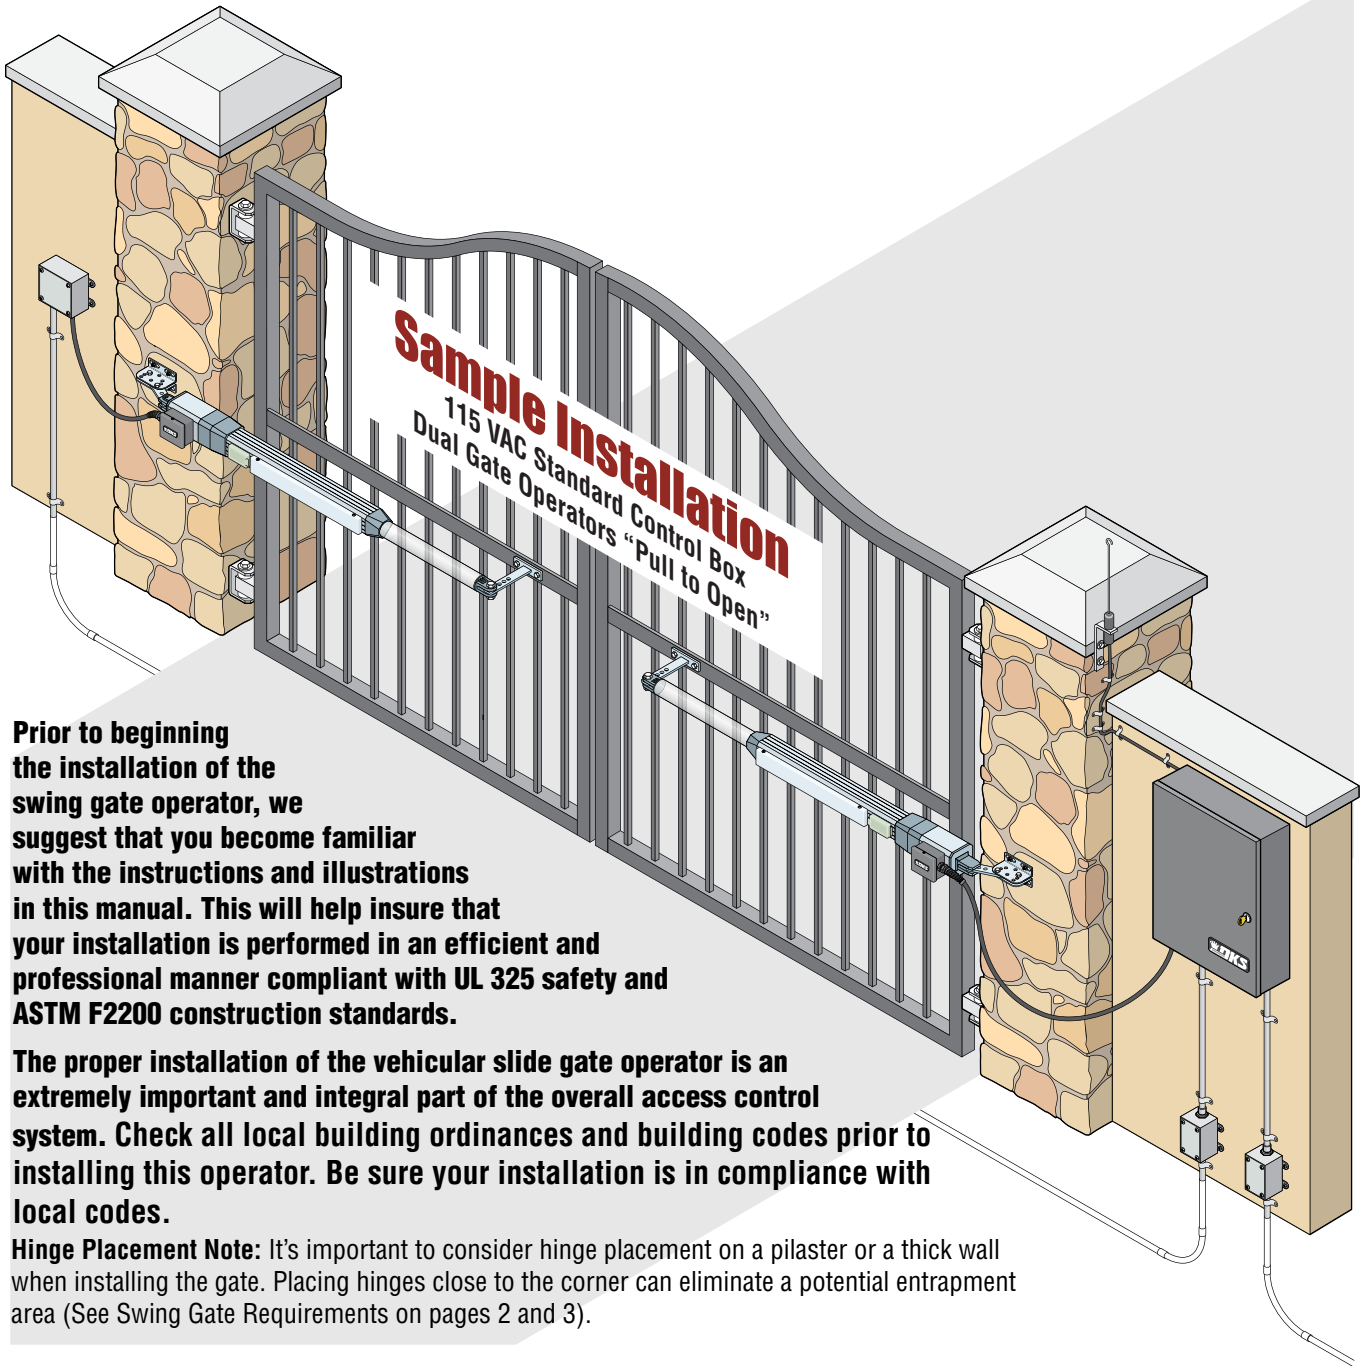 Sample Installation
115 VAC Standard Control Box
Dual Gate Operators “Pull to Open”
Prior to beginning
the installation of the
swing gate operator, we
suggest that you become familiar
with the instructions and illustrations
in this manual. This will help insure that
your installation is performed in an efficient and
professional manner compliant with UL 325 safety and
ASTM F2200 construction standards.
The proper installation of the vehicular slide gate operator is an
extremely important and integral part of the overall access control
system. Check all local building ordinances and building codes prior to
installing this operator. Be sure your installation is in compliance with
local codes.
Hinge Placement Note: It’s important to consider hinge placement on a pilaster or a thick wall
when installing the gate. Placing hinges close to the corner can eliminate a potential entrapment
area (See Swing Gate Requirements on pages 2 and 3).
DKS